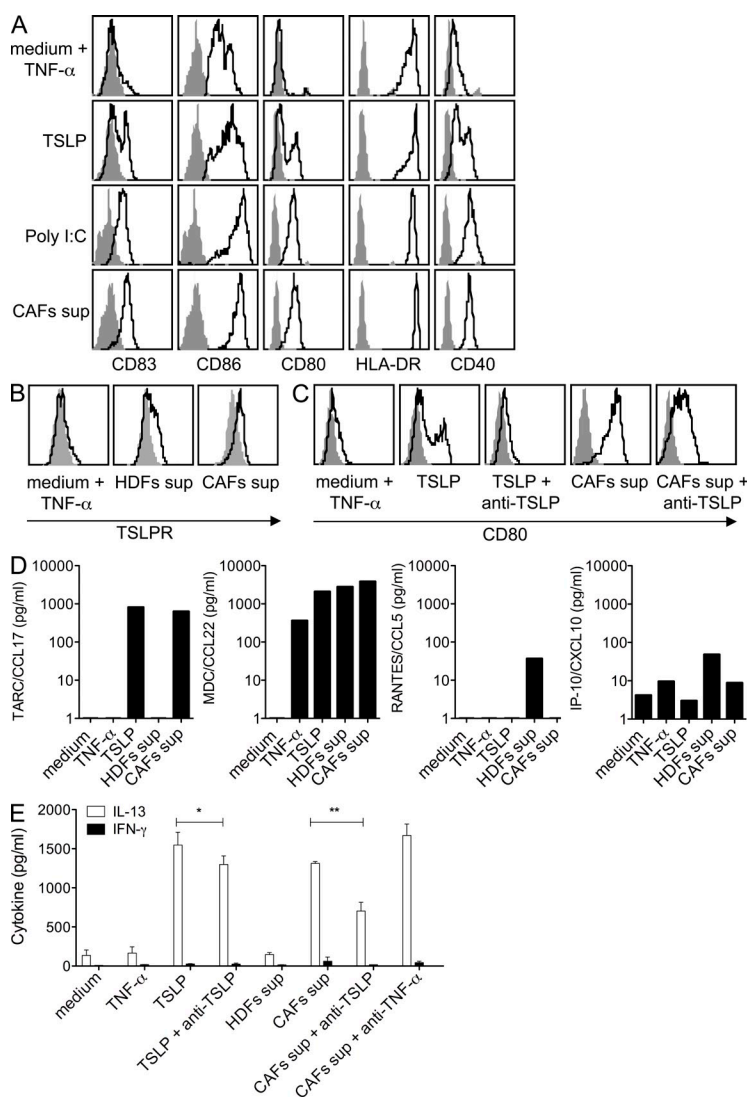 A
medium +
TNF-α
TSLP
Poly I:C
CAFs sup
CD83 CD86 CD80 HLA-DR CD40
B
medium +
TNF-α
HDFs sup
CAFs sup
TSLPR
C
medium +
TNF-α
TSLP
TSLP +
anti-TSLP
CAFs sup
CAFs sup +
anti-TSLP
CD80
D
TARC/CCL17 (pg/ml)
10000
1000
100
10
1
medium
TNF-α
TSLP
HDFs sup
CAFs sup
MDC/CCL22 (pg/ml)
10000
1000
100
10
1
medium
TNF-α
TSLP
HDFs sup
CAFs sup
RANTES/CCL5 (pg/ml)
10000
1000
100
10
1
medium
TNF-α
TSLP
HDFs sup
CAFs sup
IP-10/CXCL10 (pg/ml)
10000
1000
100
10
1
medium
TNF-α
TSLP
HDFs sup
CAFs sup
E
Cytokine (pg/ml)
2000
1500
1000
500
0
IL-13
IFN-γ
*
**
medium
TNF-α
TSLP
TSLP + anti-TSLP
HDFs sup
CAFs sup
CAFs sup + anti-TSLP
CAFs sup + anti-TNF-α